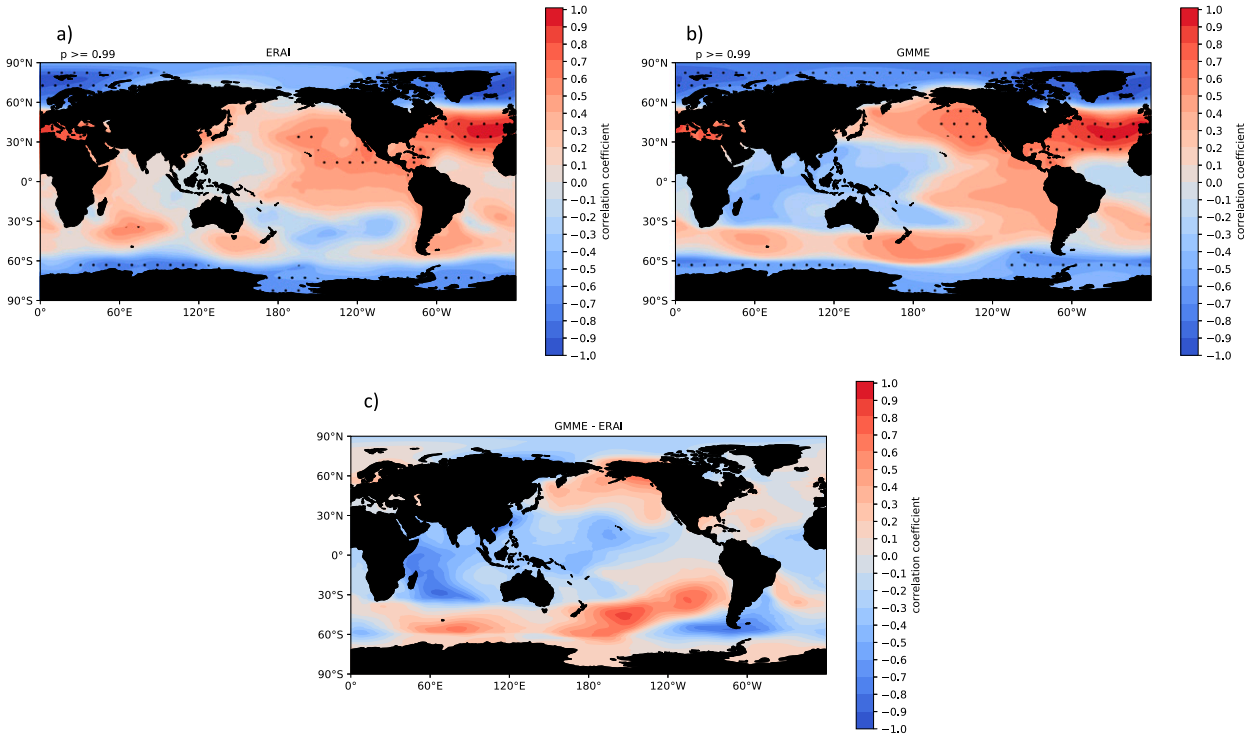 a)
p >= 0.99
ERAI
90°N
60°N
30°N
0°
30°S
60°S
90°S
0°
60°E
120°E
180°
120°W
60°W
1.0
0.9
0.8
0.7
0.6
0.5
0.4
0.3
0.2
0.1
0.0
−0.1
−0.2
−0.3
−0.4
−0.5
−0.6
−0.7
−0.8
−0.9
−1.0
correlation coefficient
b)
p >= 0.99
GMME
90°N
60°N
30°N
0°
30°S
60°S
90°S
0°
60°E
120°E
180°
120°W
60°W
1.0
0.9
0.8
0.7
0.6
0.5
0.4
0.3
0.2
0.1
0.0
−0.1
−0.2
−0.3
−0.4
−0.5
−0.6
−0.7
−0.8
−0.9
−1.0
correlation coefficient
c)
GMME - ERAI
90°N
60°N
30°N
0°
30°S
60°S
90°S
0°
60°E
120°E
180°
120°W
60°W
1.0
0.9
0.8
0.7
0.6
0.5
0.4
0.3
0.2
0.1
0.0
−0.1
−0.2
−0.3
−0.4
−0.5
−0.6
−0.7
−0.8
−0.9
−1.0
correlation coefficient